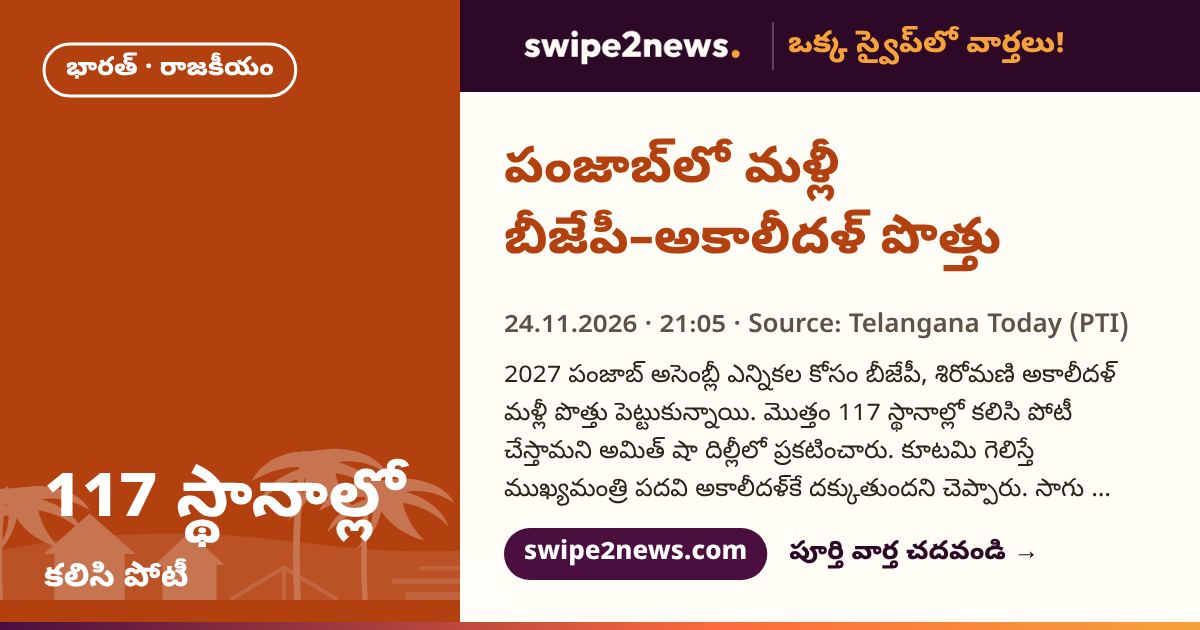 భారత్ · రాజకీయం
117 స్థానాల్లో
కలిసి పోటీ
swipe2news.
ఒక్క స్వైప్‌లో వార్తలు!
పంజాబ్‌లో మళ్లీ
బీజేపీ–అకాలీదళ్ పొత్తు
24.11.2026 · 21:05 · Source: Telangana Today (PTI)
2027 పంజాబ్ అసెంబ్లీ ఎన్నికల కోసం బీజేపీ, శిరోమణి అకాలీదళ్
మళ్లీ పొత్తు పెట్టుకున్నాయి. మొత్తం 117 స్థానాల్లో కలిసి పోటీ
చేస్తామని అమిత్ షా దిల్లీలో ప్రకటించారు. కూటమి గెలిస్తే
ముఖ్యమంత్రి పదవి అకాలీదళ్‌కే దక్కుతుందని చెప్పారు. సాగు ...
swipe2news.com
పూర్తి వార్త చదవండి →